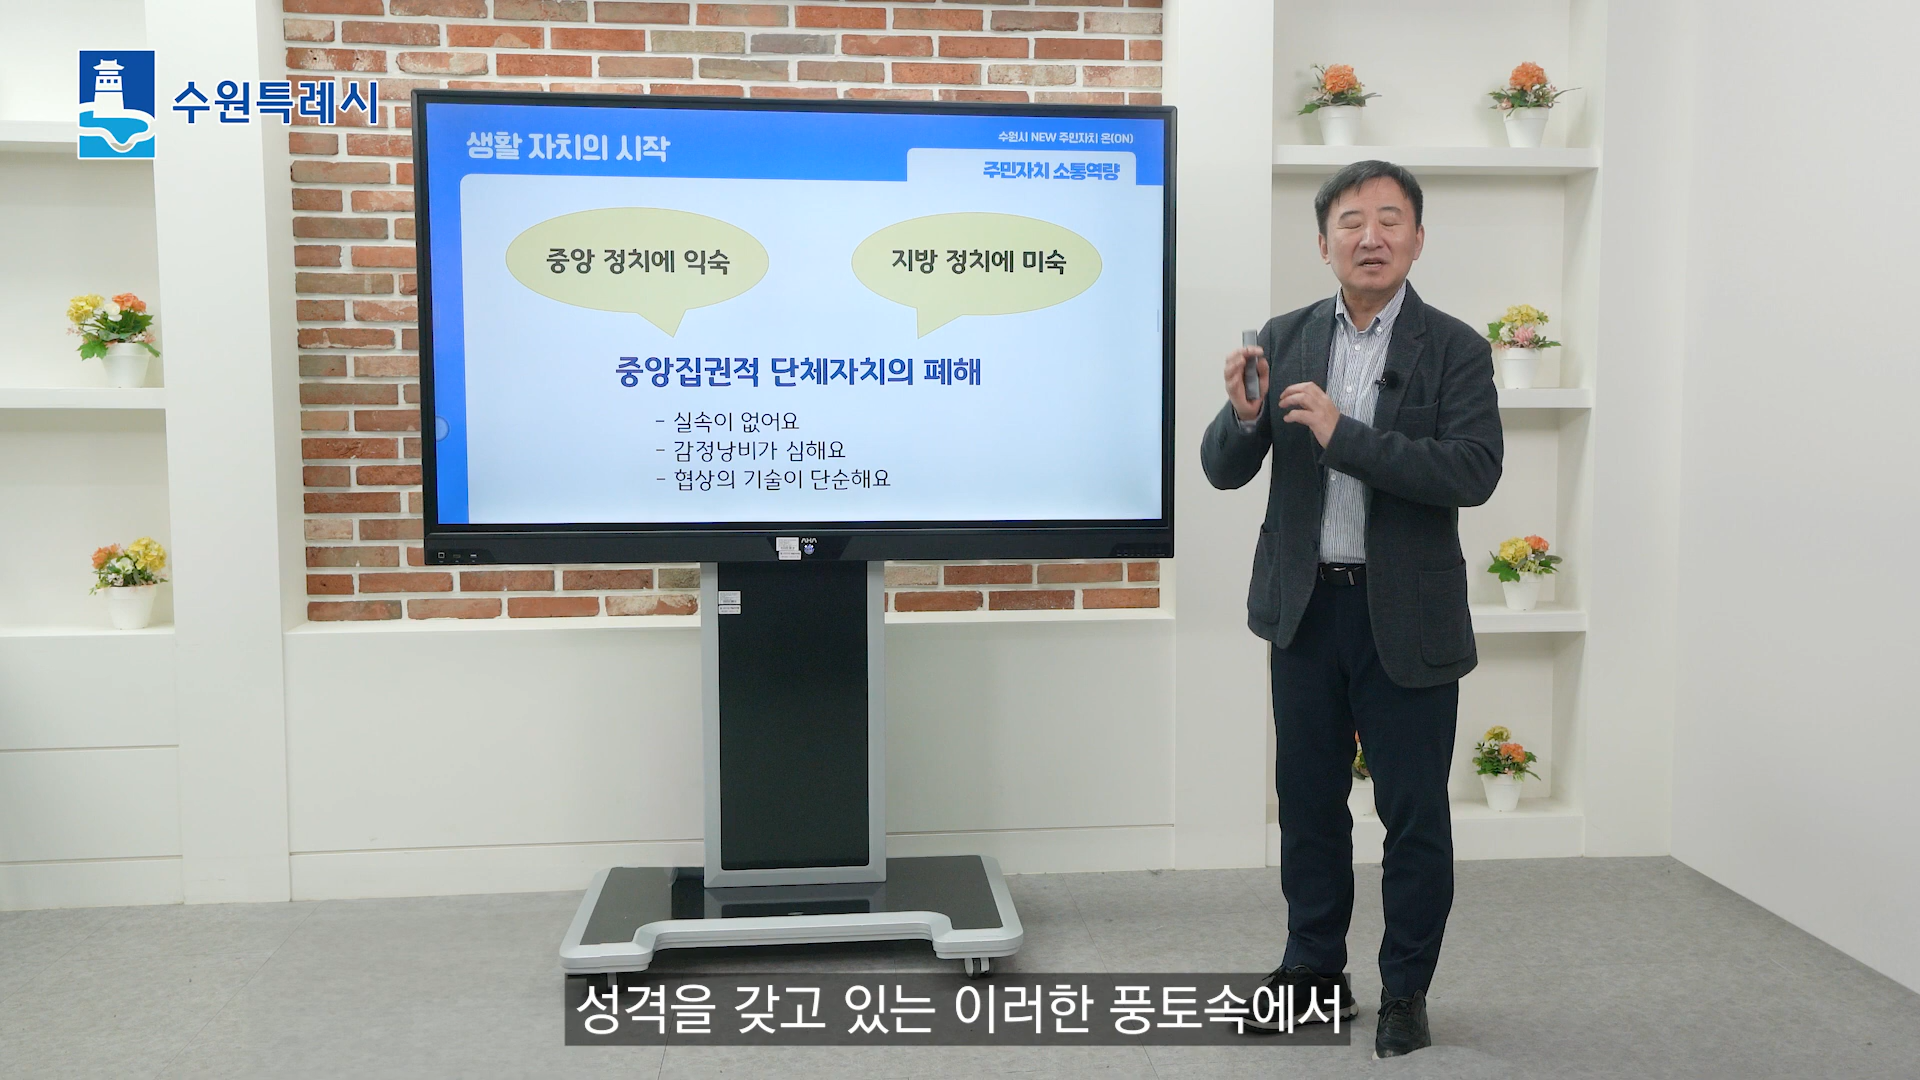 수원특례시
생활 자치의 시작
수원시 NEW 주민자치 온(ON)
주민자치 소통역량
중앙 정치에 익숙
지방 정치에 미숙
중앙집권적 단체자치의 폐해
- 실속이 없어요
- 감정낭비가 심해요
- 협상의 기술이 단순해요
AHA
성격을 갖고 있는 이러한 풍토속에서